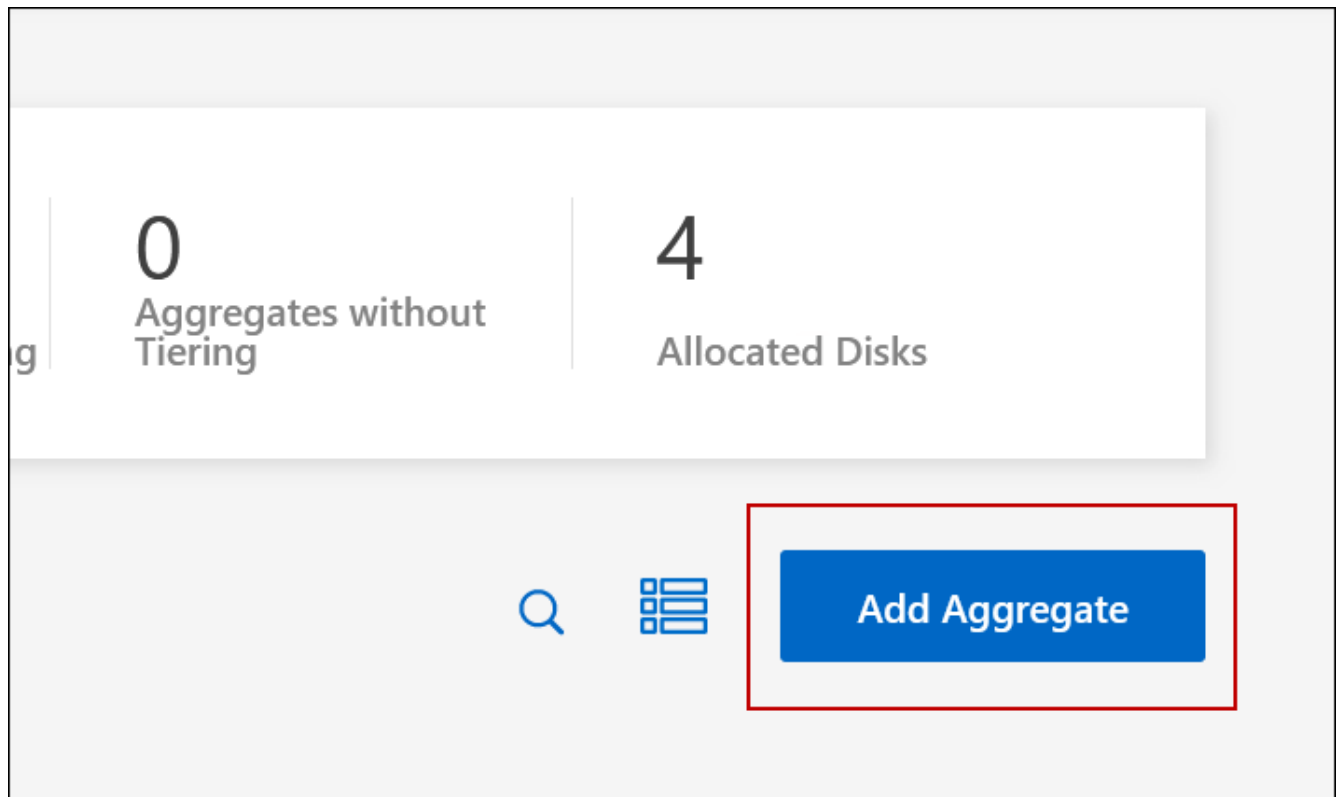 0
Aggregates without
Tiering
4
Allocated Disks
Add Aggregate